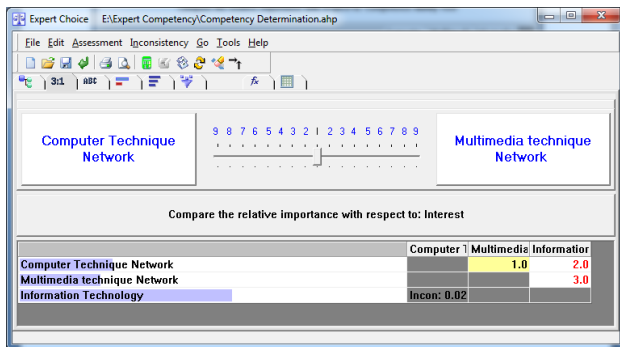 Expert Choice    E:\Expert Competency\Competency Determination.ahp
File Edit Assessment Inconsistency Go Tools Help
3:1 ABC fx
Computer Technique Network
9 8 7 6 5 4 3 2 1 2 3 4 5 6 7 8 9
Multimedia technique Network
Compare the relative importance with respect to: Interest
Computer T Multimedia Information
Computer Technique Network 1.0 2.0
Multimedia technique Network 3.0
Information Technology Incon: 0.02